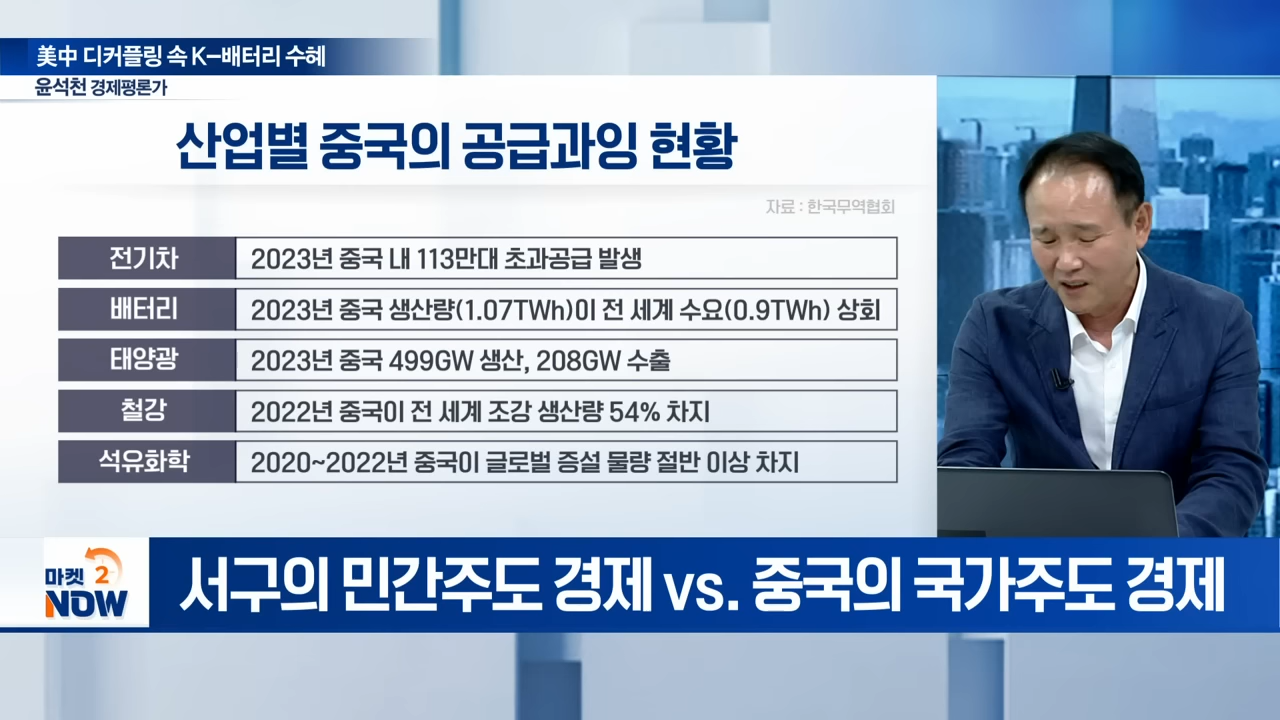 美中 디커플링 속 K-배터리 수혜
윤석천 경제평론가
산업별 중국의 공급과잉 현황
자료 : 한국무역협회
전기차 2023년 중국 내 113만대 초과공급 발생
배터리 2023년 중국 생산량(1.07TWh)이 전 세계 수요(0.9TWh) 상회
태양광 2023년 중국 499GW 생산, 208GW 수출
철강 2022년 중국이 전 세계 조강 생산량 54% 차지
석유화학 2020~2022년 중국이 글로벌 증설 물량 절반 이상 차지
마켓 2
NOW
서구의 민간주도 경제 vs. 중국의 국가주도 경제